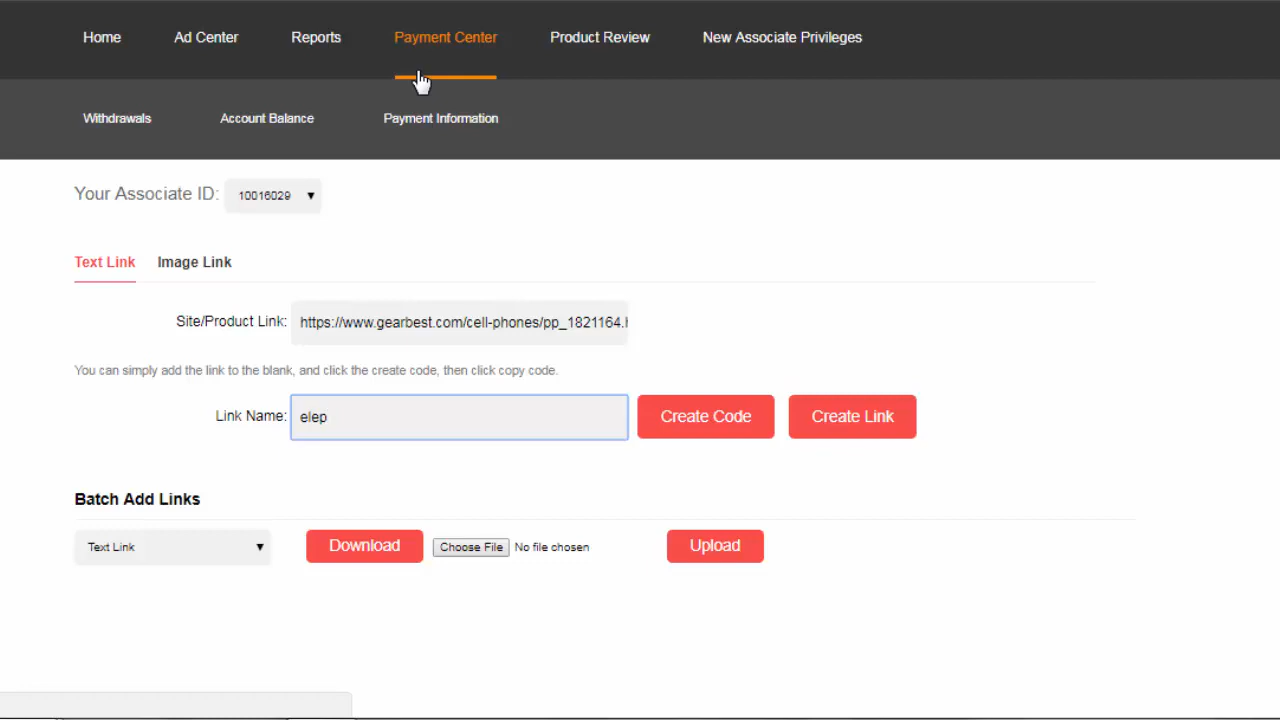 Home Ad Center Reports Payment Center Product Review New Associate Privileges
Withdrawals Account Balance Payment Information
Your Associate ID: 10016029
Text Link Image Link
Site/Product Link: https://www.gearbest.com/cell-phones/pp_1821164.h
You can simply add the link to the blank, and click the create code, then click copy code.
Link Name: elep Create Code Create Link
Batch Add Links
Text Link Download Choose File No file chosen Upload